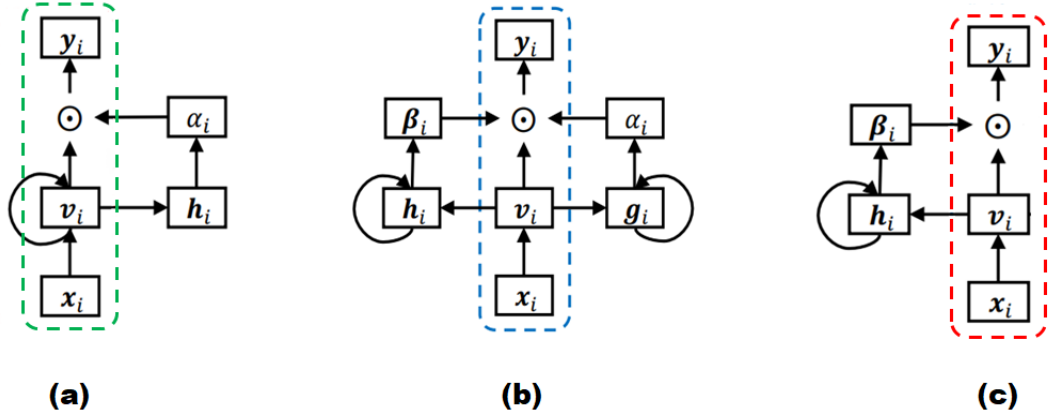 y_i
⊙ α_i
v_i h_i
x_i
(a)
y_i
β_i ⊙ α_i
h_i v_i g_i
x_i
(b)
y_i
β_i ⊙
h_i v_i
x_i
(c)